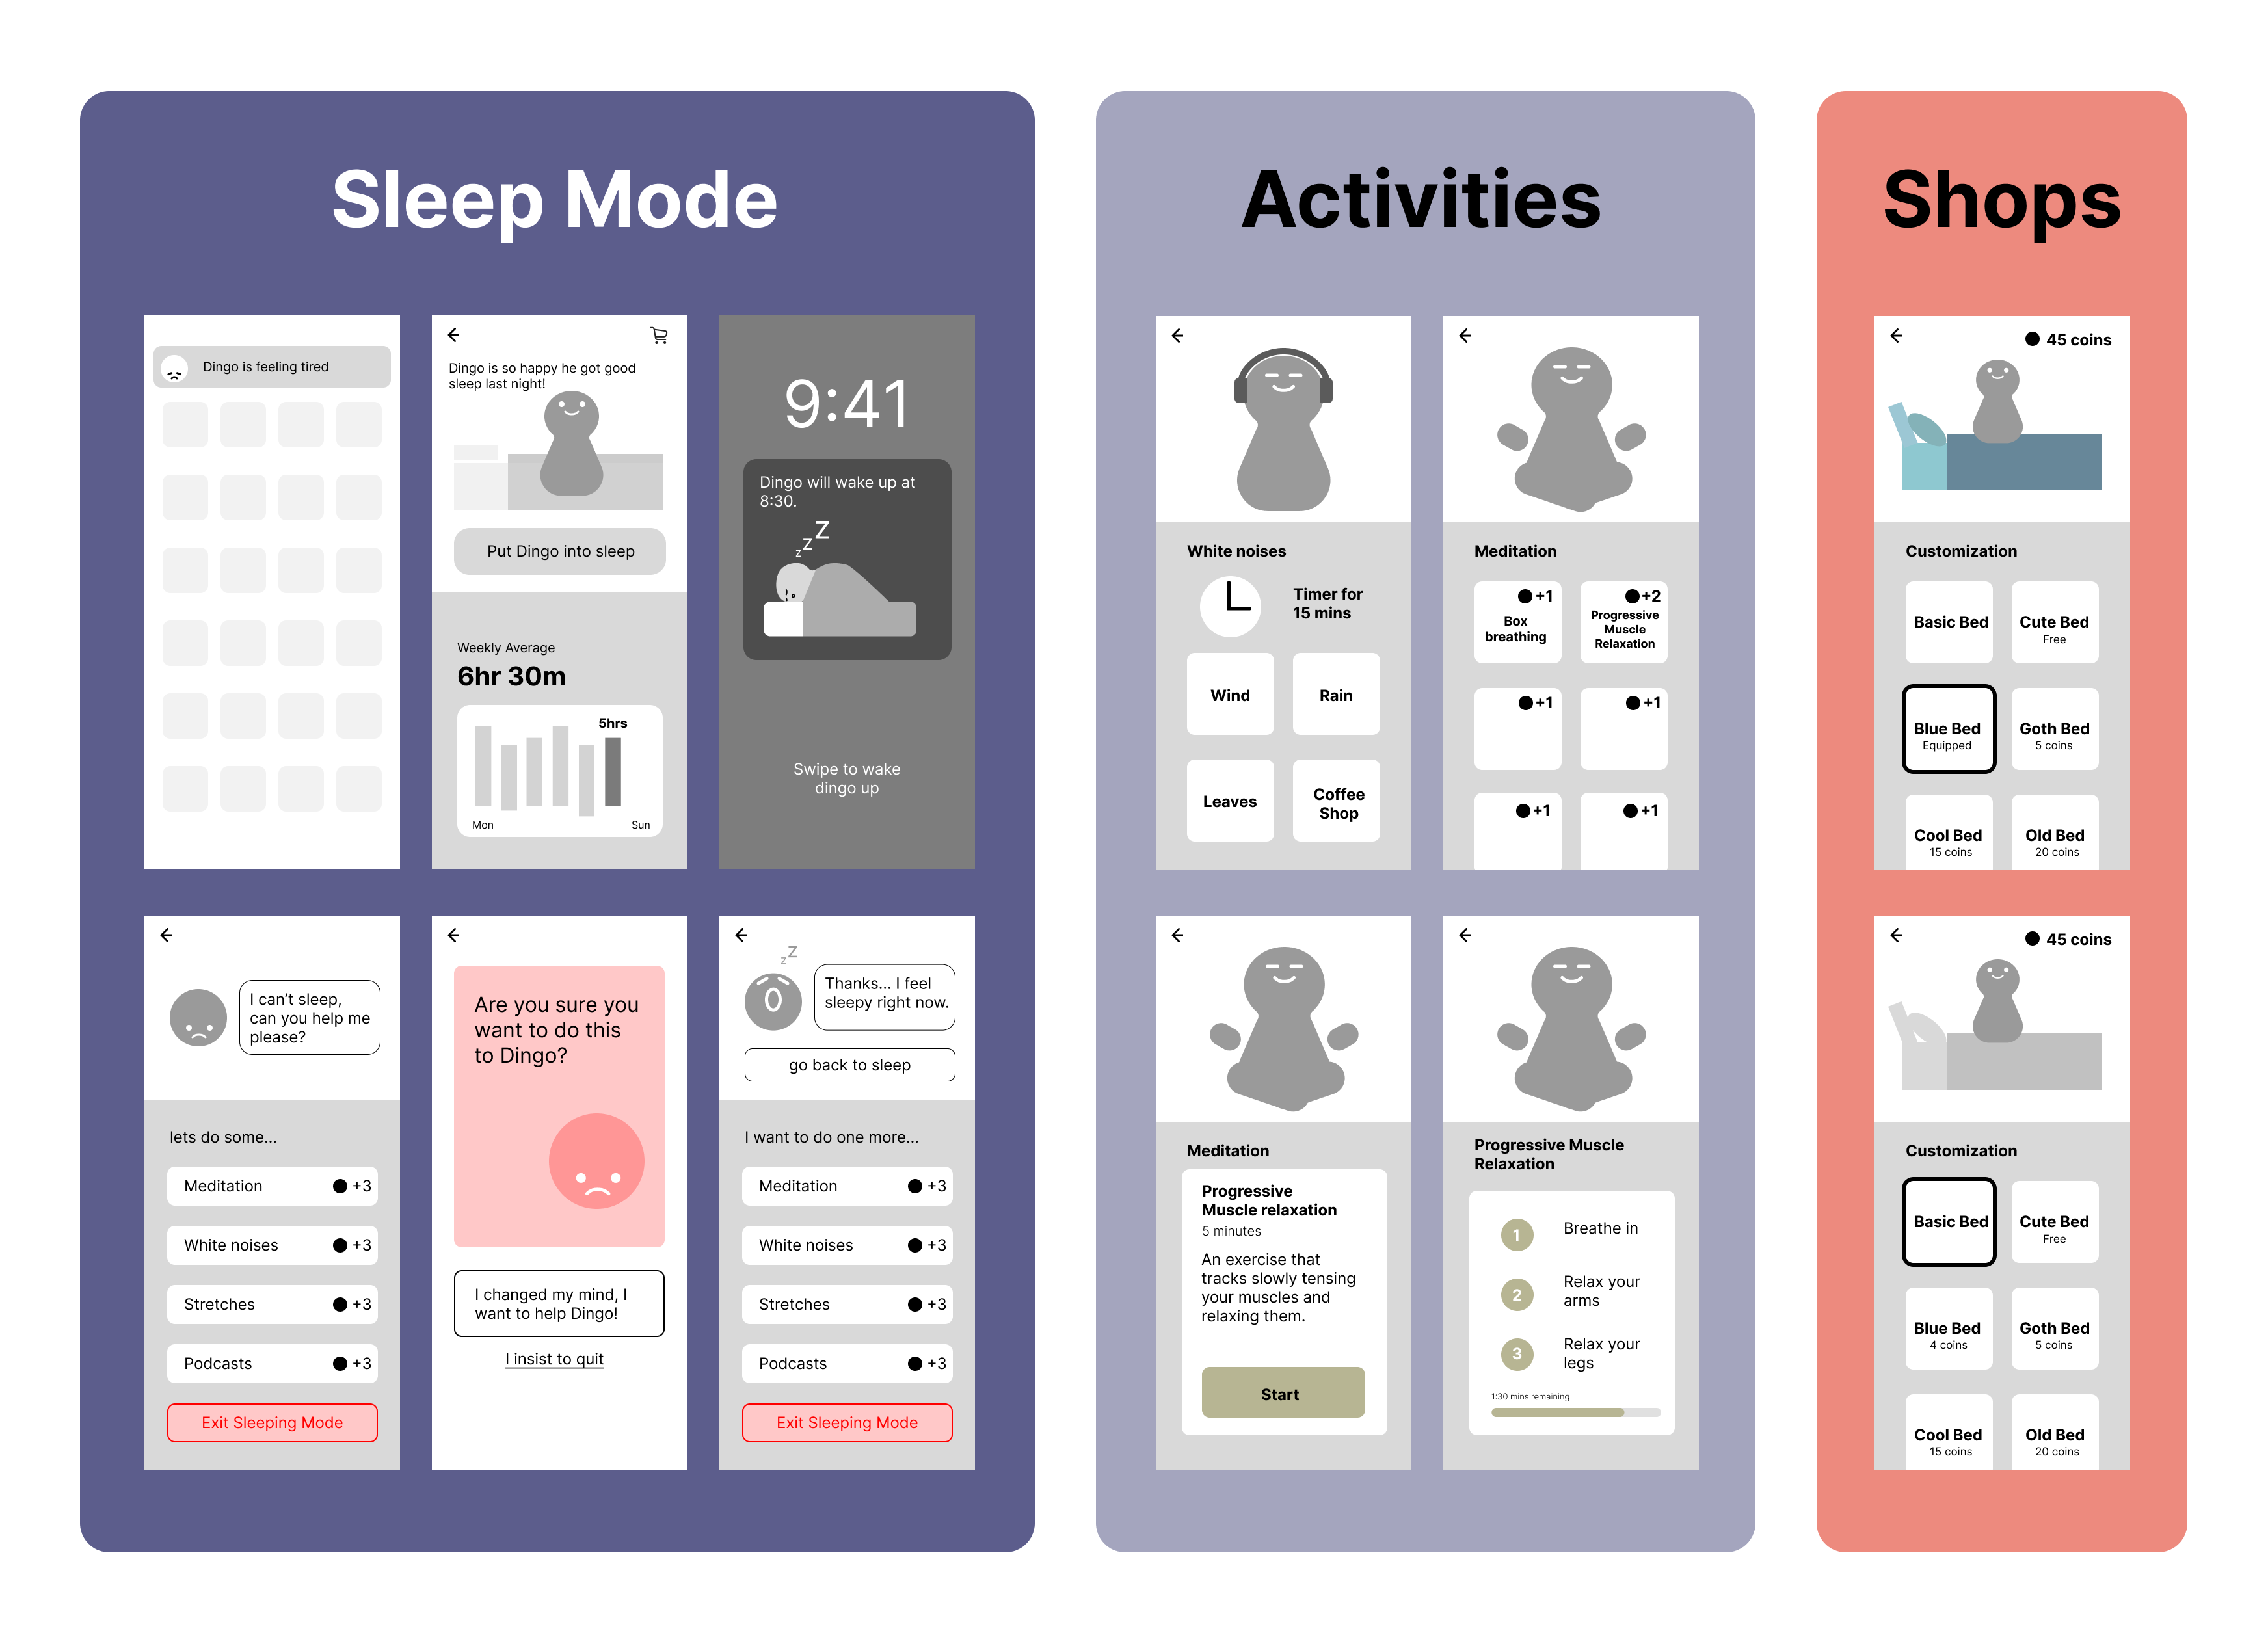 Sleep Mode
Dingo is feeling tired
Dingo is so happy he got good
sleep last night!
Put Dingo into sleep
Weekly Average
6hr 30m
5hrs
Mon
Sun
9:41
Dingo will wake up at
8:30.
z
z
Z
Swipe to wake
dingo up
I can't sleep,
can you help me
please?
lets do some...
Meditation
+3
White noises
+3
Stretches
+3
Podcasts
+3
Exit Sleeping Mode
Are you sure you
want to do this
to Dingo?
I changed my mind, I
want to help Dingo!
I insist to quit
z
Z
Thanks... I feel
sleepy right now.
go back to sleep
I want to do one more...
Meditation
+3
White noises
+3
Stretches
+3
Podcasts
+3
Exit Sleeping Mode
Activities
White noises
Timer for
15 mins
Wind
Rain
Leaves
Coffee
Shop
Meditation
+1
Box
breathing
+2
Progressive
Muscle
Relaxation
+1
+1
+1
+1
Meditation
Progressive
Muscle relaxation
5 minutes
An exercise that
tracks slowly tensing
your muscles and
relaxing them.
Start
Progressive Muscle
Relaxation
1
Breathe in
2
Relax your
arms
3
Relax your
legs
1:30 mins remaining
Shops
45 coins
Customization
Basic Bed
Cute Bed
Free
Blue Bed
Equipped
Goth Bed
5 coins
Cool Bed
15 coins
Old Bed
20 coins
45 coins
Customization
Basic Bed
Cute Bed
Free
Blue Bed
4 coins
Goth Bed
5 coins
Cool Bed
15 coins
Old Bed
20 coins